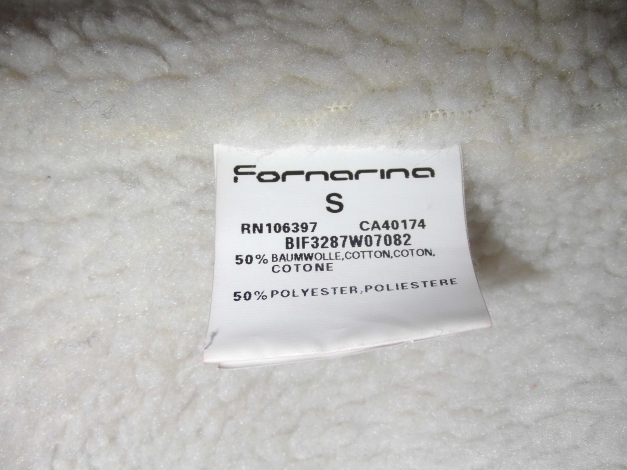 Fornarina
S
RN106397 CA40174
BIF3287W07082
50% BAUMWOLLE,COTTON,COTON,
COTONE
50% POLYESTER,POLIESTERE